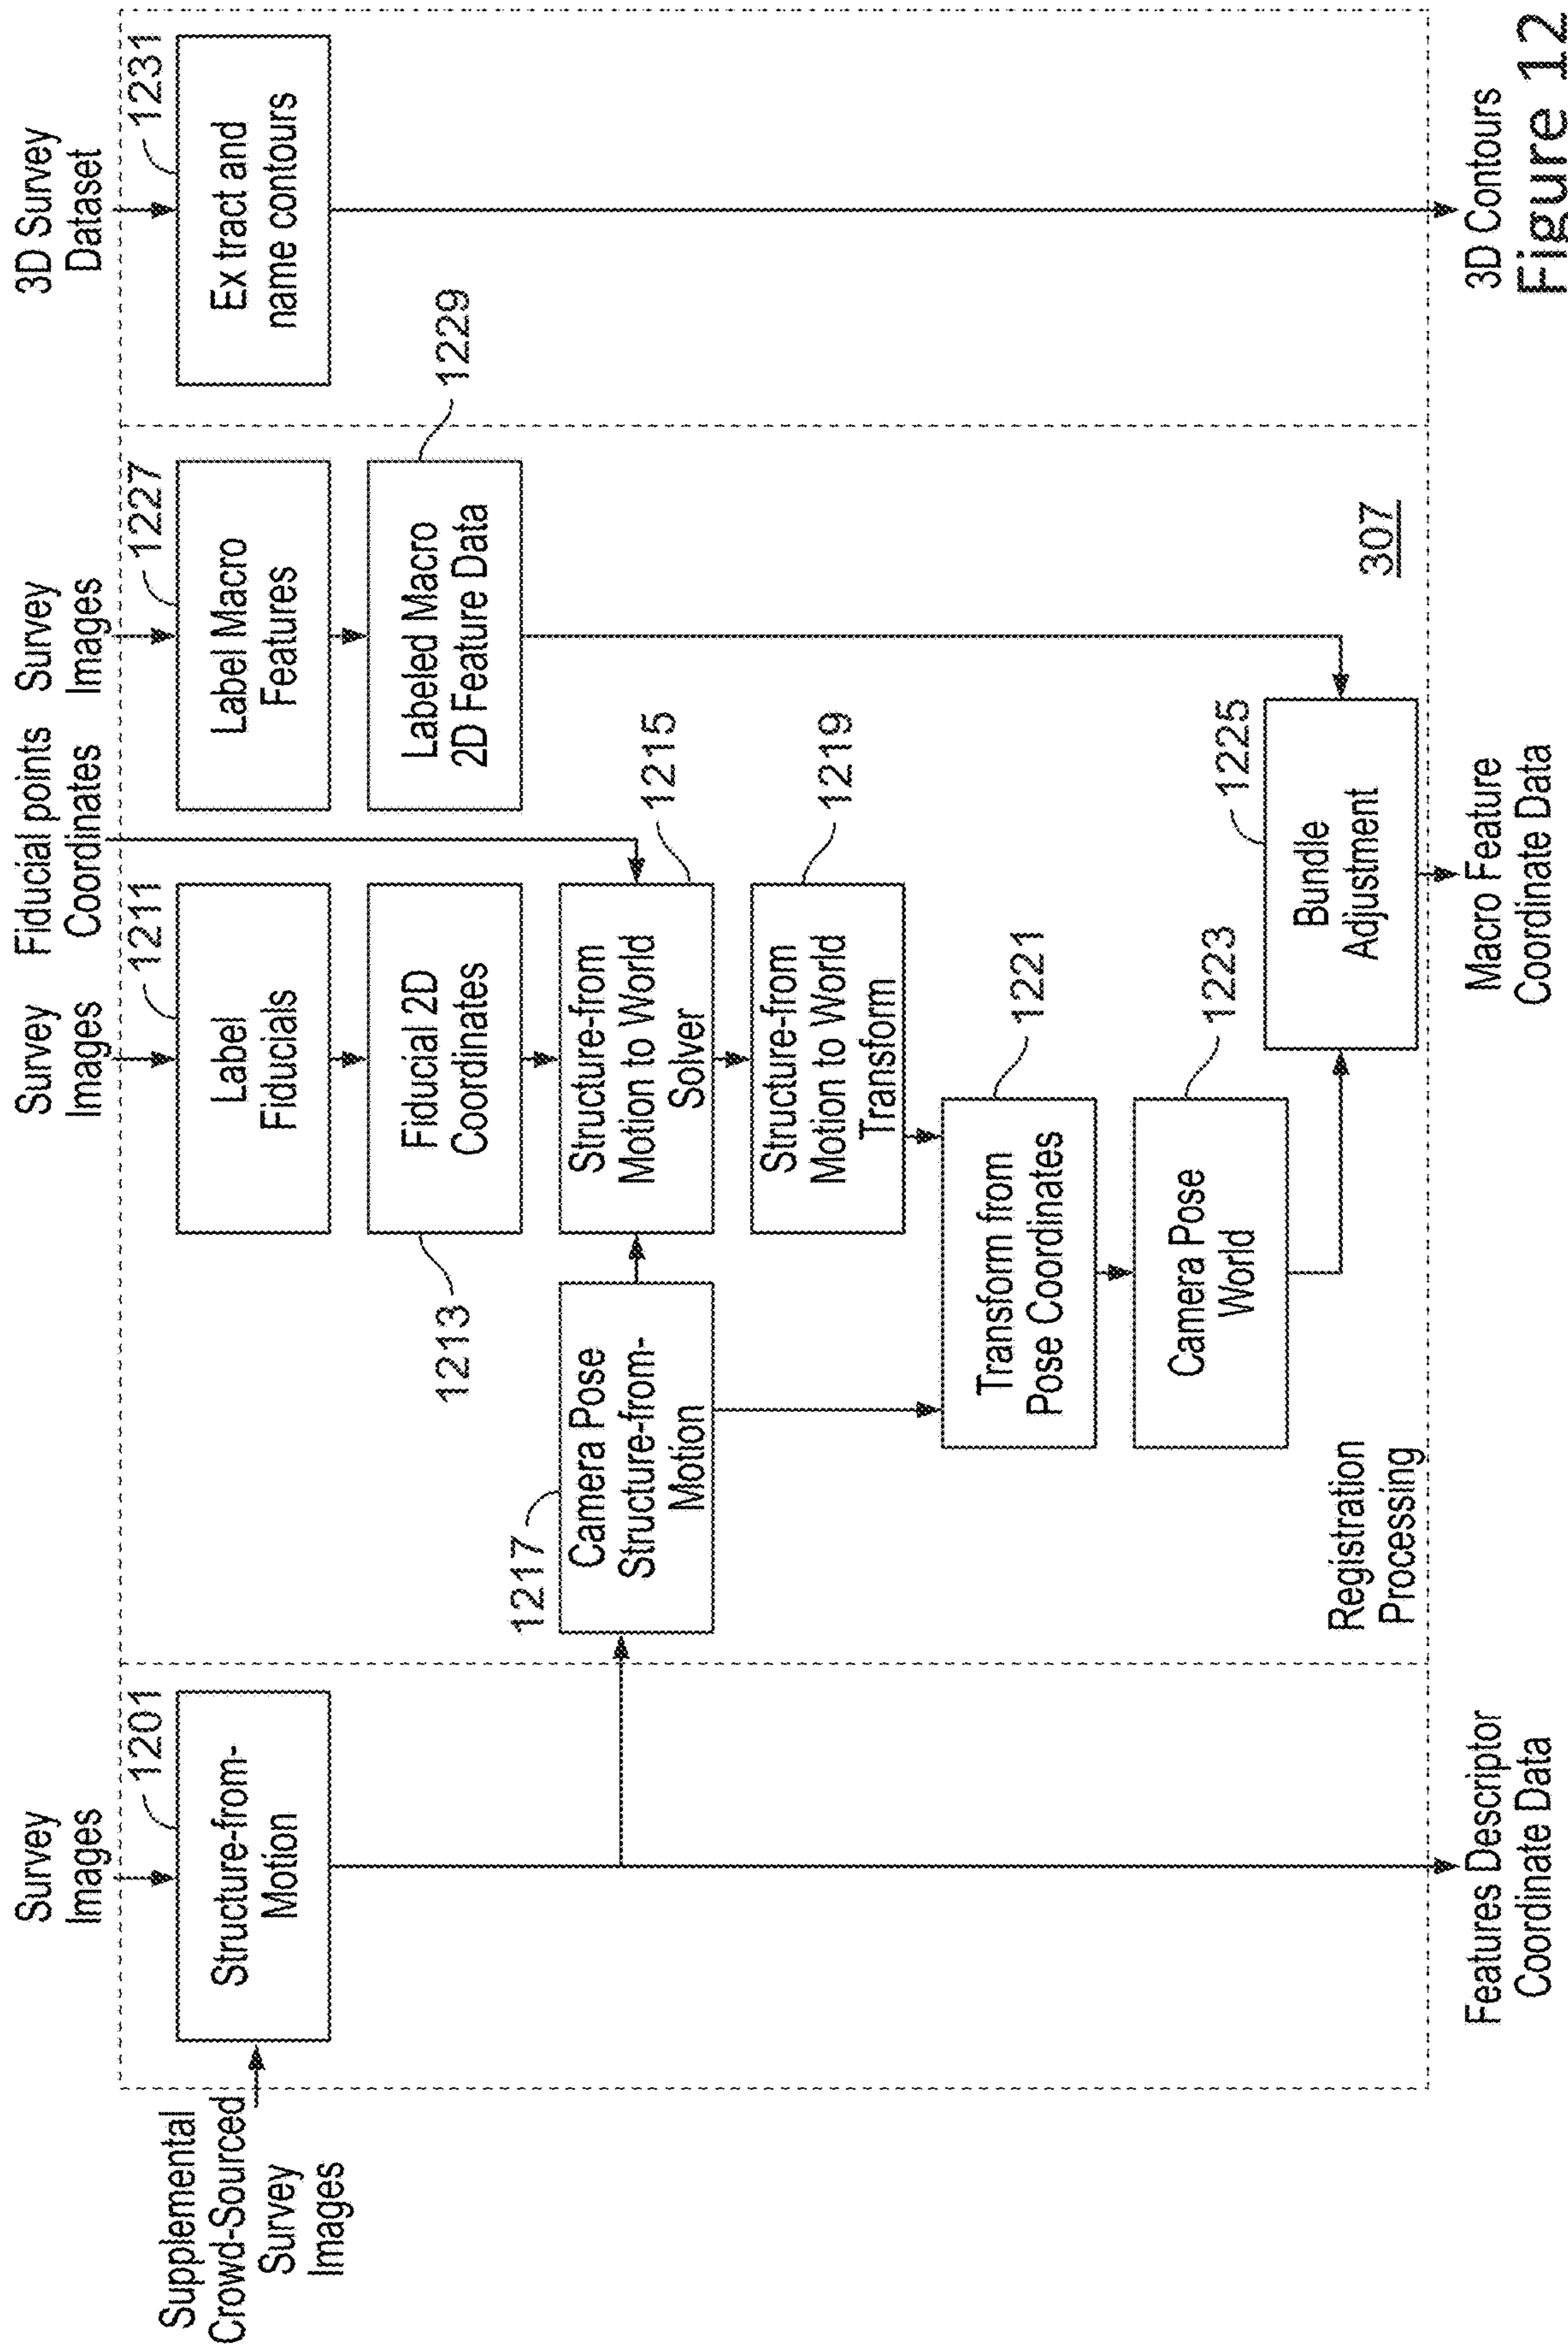 Survey
Images
Survey
Images
Fiducial points
Coordinates
Survey
Images
3D Survey
Dataset
Supplemental
Crowd-Sourced
Survey
Images
1201
Structure-from-
Motion
1211
Label
Fiducials
1227
Label Macro
Features
1231
Ex tract and
name contours
1213
Fiducial 2D
Coordinates
1229
Labeled Macro
2D Feature Data
1217
Camera Pose
Structure-from-
Motion
1215
Structure-from
Motion to World
Solver
1219
Structure-from
Motion to World
Transform
1221
Transform from
Pose Coordinates
1223
Camera Pose
World
1225
Bundle
Adjustment
Registration
Processing
307
Features Descriptor
Coordinate Data
Macro Feature
Coordinate Data
3D Contours
Figure 12